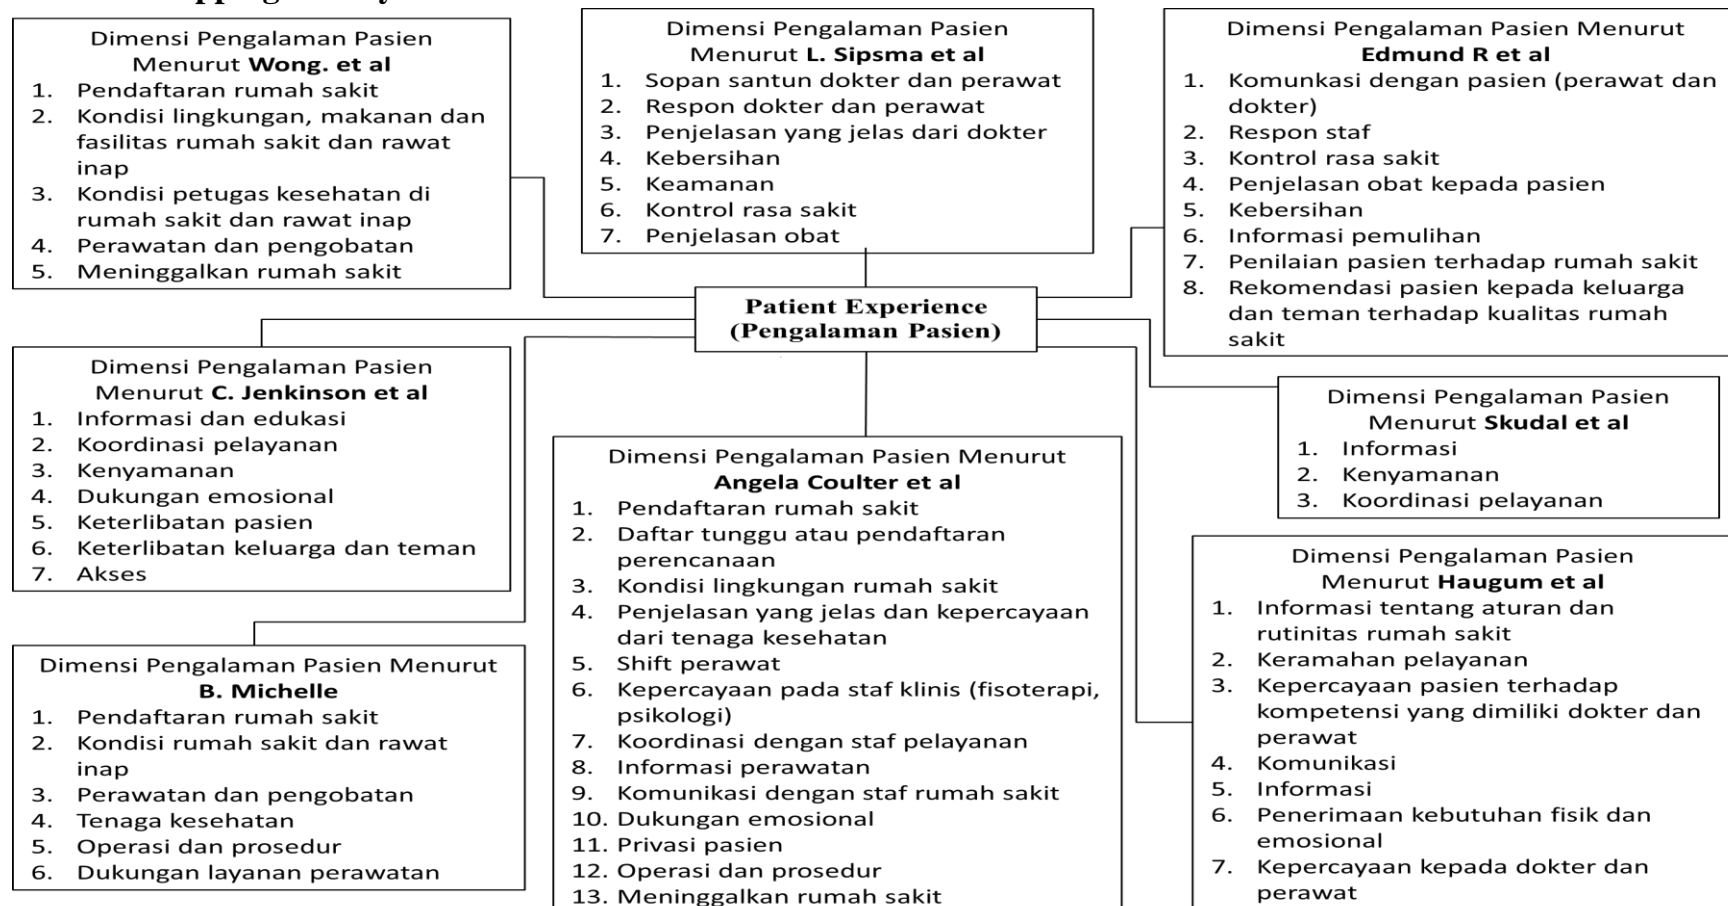 Dimensi Pengalaman Pasien
Menurut Wong. et al
1. Pendaftaran rumah sakit
2. Kondisi lingkungan, makanan dan
fasilitas rumah sakit dan rawat
inap
3. Kondisi petugas kesehatan di
rumah sakit dan rawat inap
4. Perawatan dan pengobatan
5. Meninggalkan rumah sakit
Dimensi Pengalaman Pasien
Menurut L. Sipsma et al
1. Sopan santun dokter dan perawat
2. Respon dokter dan perawat
3. Penjelasan yang jelas dari dokter
4. Kebersihan
5. Keamanan
6. Kontrol rasa sakit
7. Penjelasan obat
Dimensi Pengalaman Pasien Menurut
Edmund R et al
1. Komunkasi dengan pasien (perawat dan
dokter)
2. Respon staf
3. Kontrol rasa sakit
4. Penjelasan obat kepada pasien
5. Kebersihan
6. Informasi pemulihan
7. Penilaian pasien terhadap rumah sakit
8. Rekomendasi pasien kepada keluarga
dan teman terhadap kualitas rumah
sakit
Patient Experience
(Pengalaman Pasien)
Dimensi Pengalaman Pasien
Menurut C. Jenkinson et al
1. Informasi dan edukasi
2. Koordinasi pelayanan
3. Kenyamanan
4. Dukungan emosional
5. Keterlibatan pasien
6. Keterlibatan keluarga dan teman
7. Akses
Dimensi Pengalaman Pasien Menurut
Angela Coulter et al
1. Pendaftaran rumah sakit
2. Daftar tunggu atau pendaftaran
perencanaan
3. Kondisi lingkungan rumah sakit
4. Penjelasan yang jelas dan kepercayaan
dari tenaga kesehatan
5. Shift perawat
6. Kepercayaan pada staf klinis (fisoterapi,
psikologi)
7. Koordinasi dengan staf pelayanan
8. Informasi perawatan
9. Komunikasi dengan staf rumah sakit
10. Dukungan emosional
11. Privasi pasien
12. Operasi dan prosedur
13. Meninggalkan rumah sakit
Dimensi Pengalaman Pasien
Menurut Skudal et al
1. Informasi
2. Kenyamanan
3. Koordinasi pelayanan
Dimensi Pengalaman Pasien Menurut
B. Michelle
1. Pendaftaran rumah sakit
2. Kondisi rumah sakit dan rawat
inap
3. Perawatan dan pengobatan
4. Tenaga kesehatan
5. Operasi dan prosedur
6. Dukungan layanan perawatan
Dimensi Pengalaman Pasien
Menurut Haugum et al
1. Informasi tentang aturan dan
rutinitas rumah sakit
2. Keramahan pelayanan
3. Kepercayaan pasien terhadap
kompetensi yang dimiliki dokter dan
perawat
4. Komunikasi
5. Informasi
6. Penerimaan kebutuhan fisik dan
emosional
7. Kepercayaan kepada dokter dan
perawat